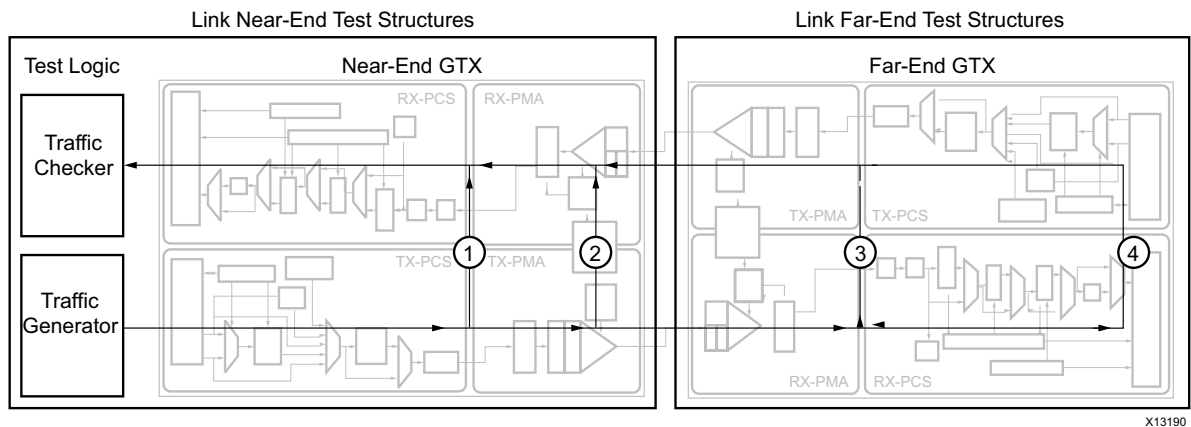 Link Near-End Test Structures
Link Far-End Test Structures
Test Logic
Near-End GTX
Far-End GTX
RX-PCS
RX-PMA
Traffic
Checker
TX-PMA
TX-PCS
1
2
3
4
TX-PCS
TX-PMA
Traffic
Generator
RX-PMA
RX-PCS
X13190